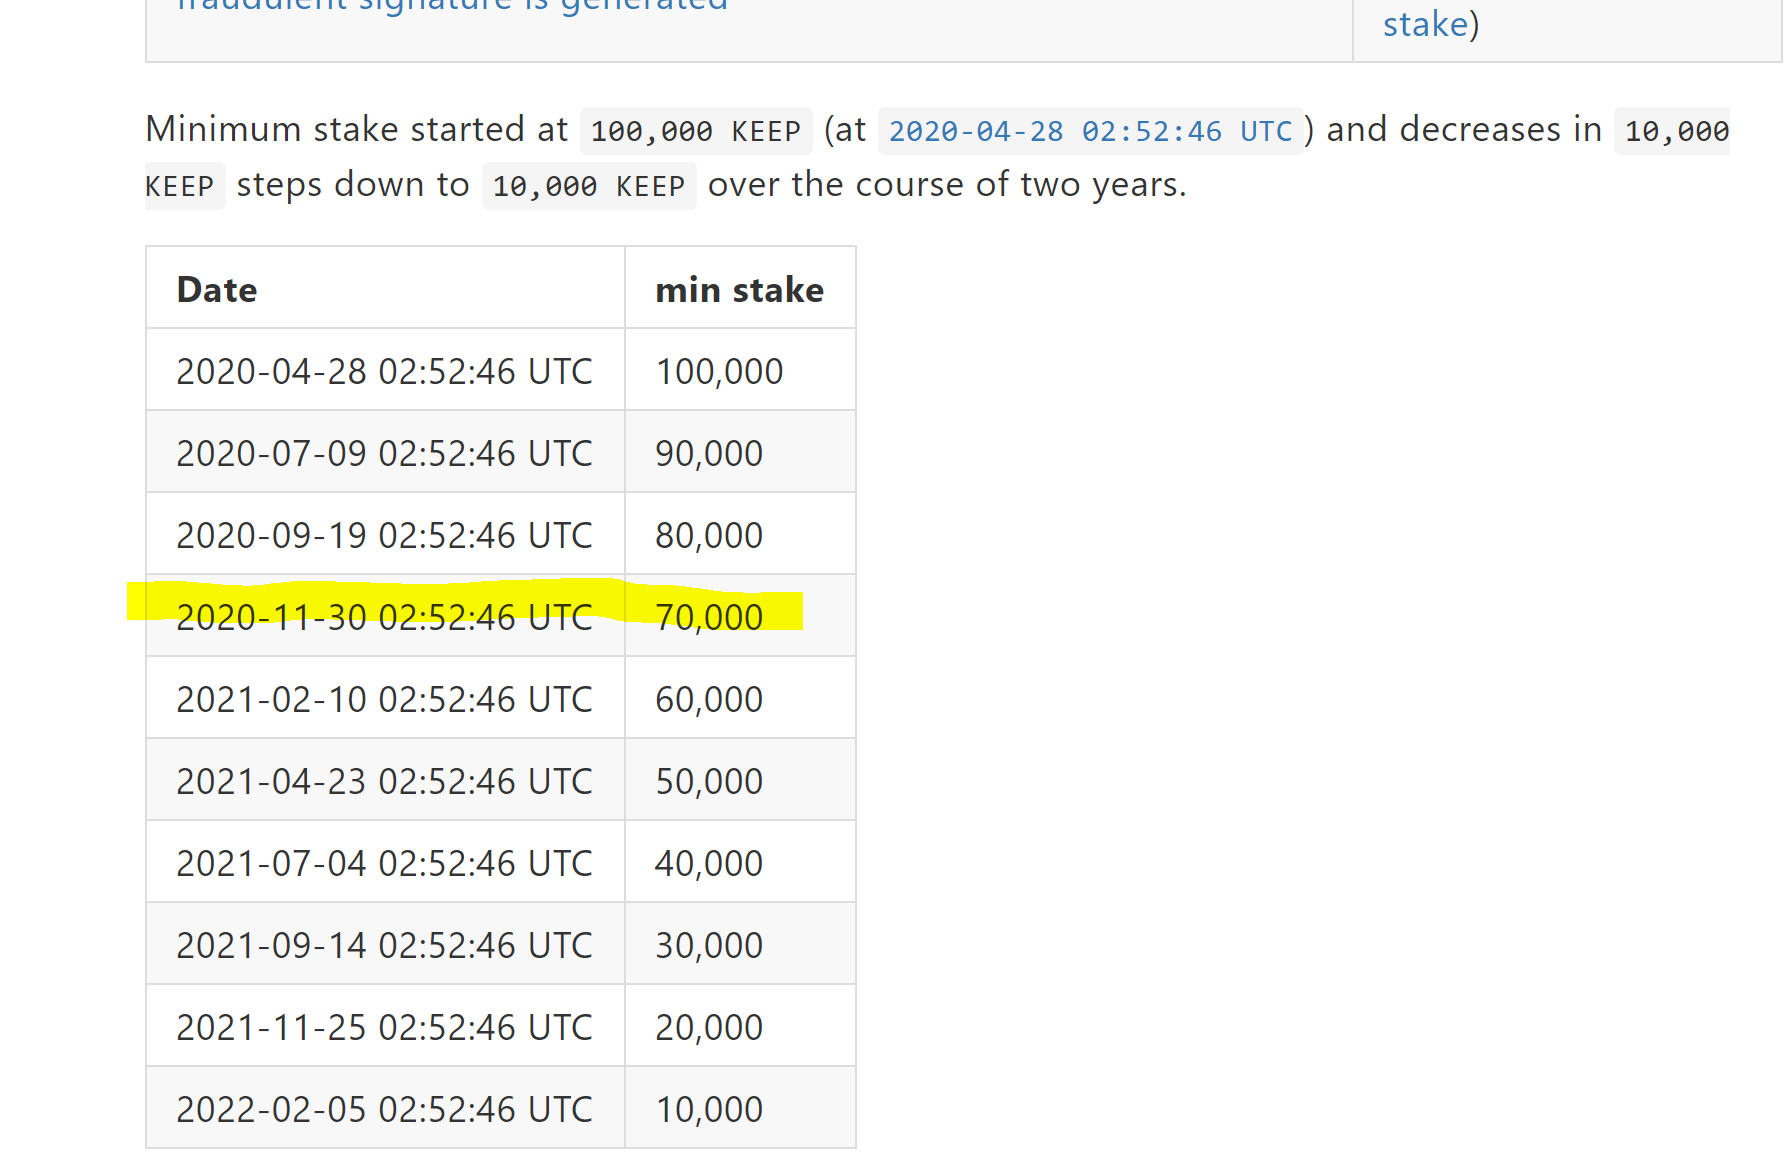 fraudulent signature is generated
stake)
Minimum stake started at 100,000 KEEP (at 2020-04-28 02:52:46 UTC) and decreases in 10,000
KEEP steps down to 10,000 KEEP over the course of two years.
Date min stake
2020-04-28 02:52:46 UTC 100,000
2020-07-09 02:52:46 UTC 90,000
2020-09-19 02:52:46 UTC 80,000
2020-11-30 02:52:46 UTC 70,000
2021-02-10 02:52:46 UTC 60,000
2021-04-23 02:52:46 UTC 50,000
2021-07-04 02:52:46 UTC 40,000
2021-09-14 02:52:46 UTC 30,000
2021-11-25 02:52:46 UTC 20,000
2022-02-05 02:52:46 UTC 10,000